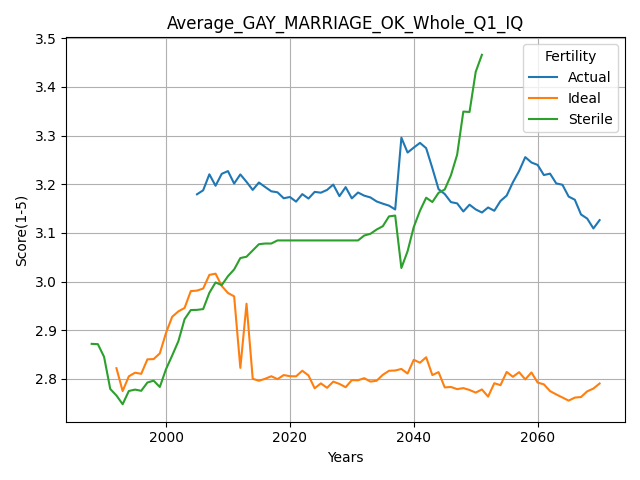 Average_GAY_MARRIAGE_OK_Whole_Q1_IQ
3.5
3.4
3.3
3.2
3.1
3.0
2.9
2.8
Score(1-5)
Fertility
Actual
Ideal
Sterile
2000
2020
2040
2060
Years